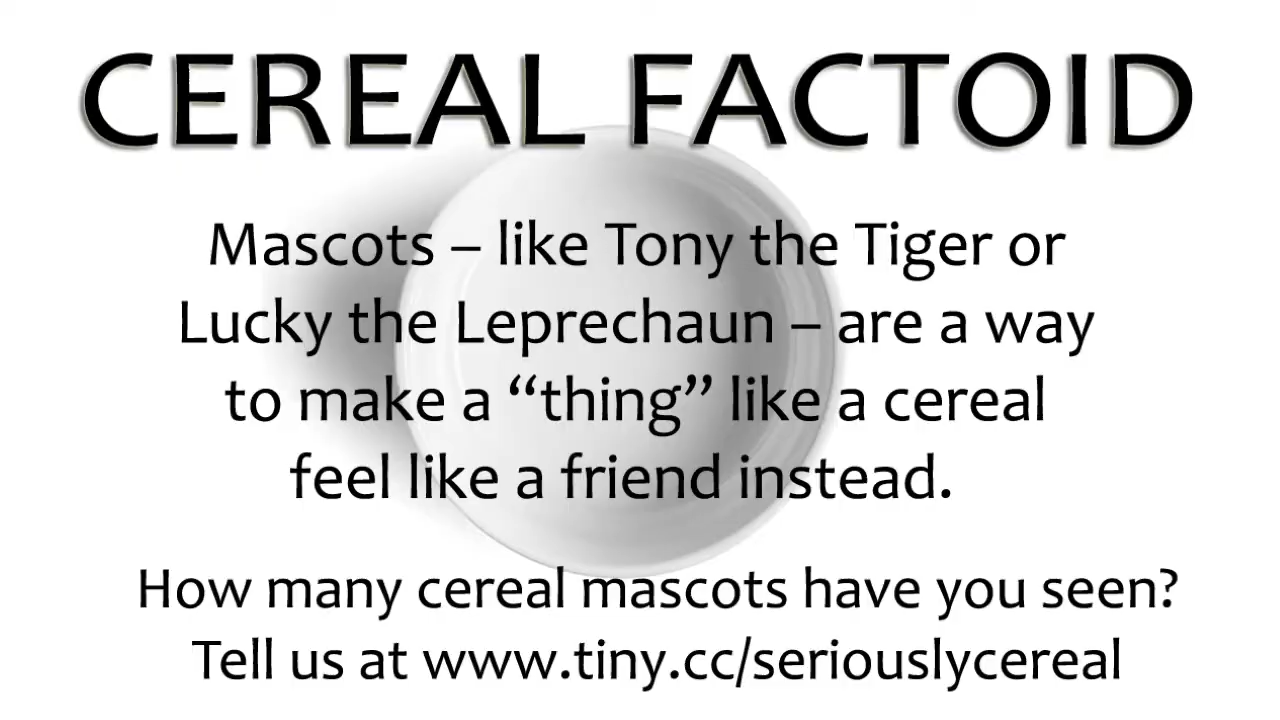 CEREAL FACTOID
Mascots – like Tony the Tiger or
Lucky the Leprechaun – are a way
to make a “thing” like a cereal
feel like a friend instead.
How many cereal mascots have you seen?
Tell us at www.tiny.cc/seriouslycereal